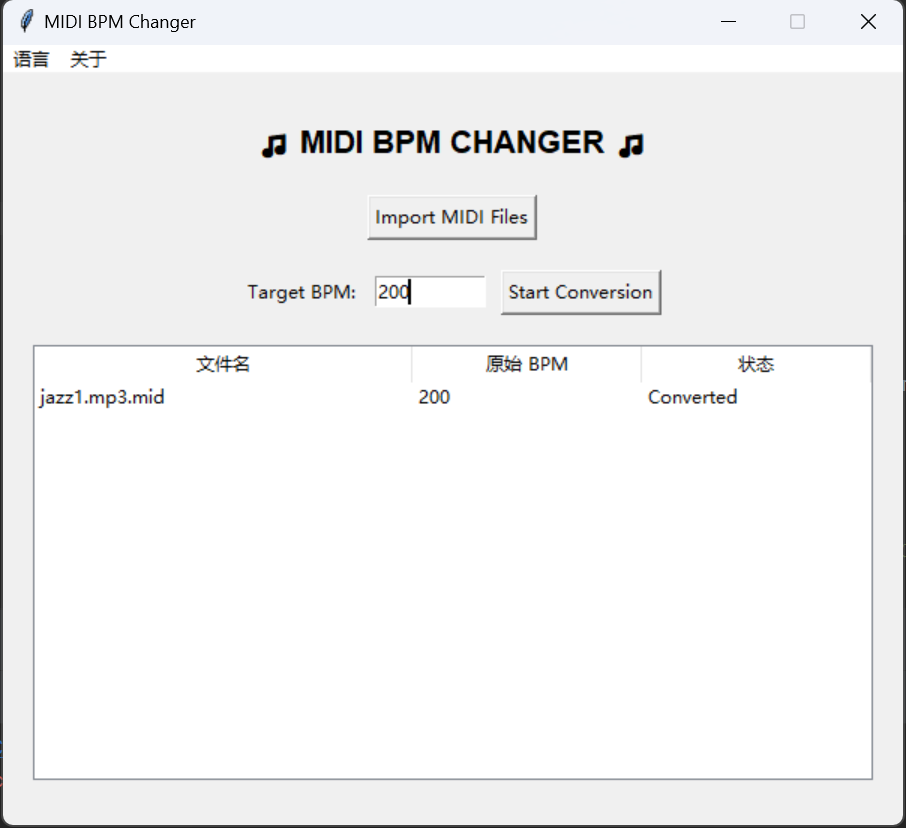 MIDI BPM Changer
语言 关于
♫ MIDI BPM CHANGER ♫
Import MIDI Files
Target BPM: 200 Start Conversion
文件名 原始 BPM 状态
jazz1.mp3.mid 200 Converted